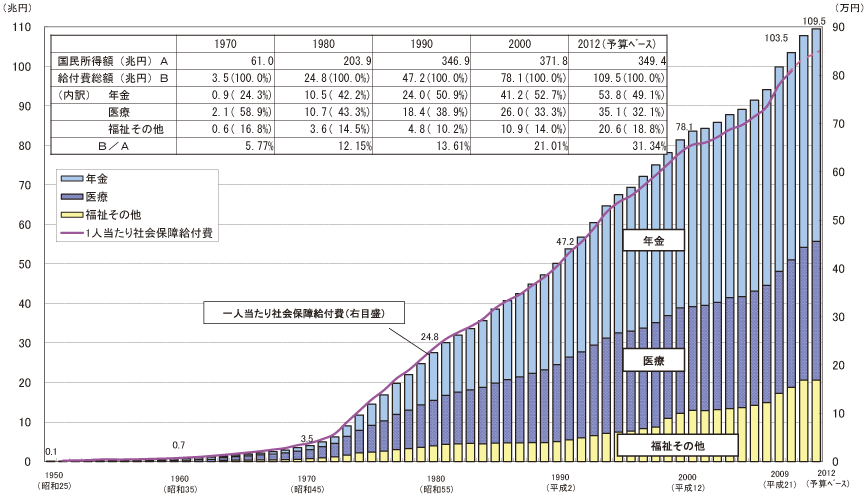 (兆円)
(万円)
1970 1980 1990 2000 2012(予算ベース)
国民所得額(兆円)A 61.0 203.9 346.9 371.8 349.4
給付費総額(兆円)B 3.5(100.0%) 24.8(100.0%) 47.2(100.0%) 78.1(100.0%) 109.5(100.0%)
(内訳) 年金 0.9( 24.3%) 10.5( 42.2%) 24.0( 50.9%) 41.2( 52.7%) 53.8( 49.1%)
医療 2.1( 58.9%) 10.7( 43.3%) 18.4( 38.9%) 26.0( 33.3%) 35.1( 32.1%)
福祉その他 0.6( 16.8%) 3.6( 14.5%) 4.8( 10.2%) 10.9( 14.0%) 20.6( 18.8%)
B/A 5.77% 12.15% 13.61% 21.01% 31.34%
年金
医療
福祉その他
1人当たり社会保障給付費
一人当たり社会保障給付費(右目盛)
年金
医療
福祉その他
0.1
0.7
3.5
24.8
47.2
78.1
103.5
109.5
110
100
90
80
70
60
50
40
30
20
10
0
90
80
70
60
50
40
30
20
10
0
1950 1960 1970 1980 1990 2000 2009 2012
(昭和25) (昭和35) (昭和45) (昭和55) (平成2) (平成12) (平成21) (予算ベース)